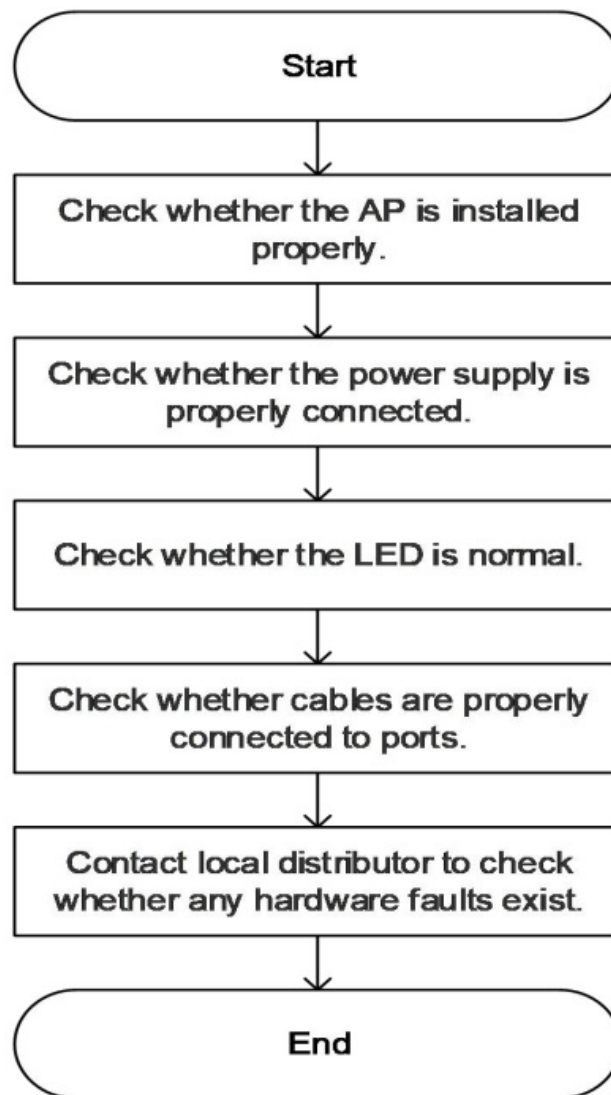 Start
Check whether the AP is installed
properly.
Check whether the power supply is
properly connected.
Check whether the LED is normal.
Check whether cables are properly
connected to ports.
Contact local distributor to check
whether any hardware faults exist.
End